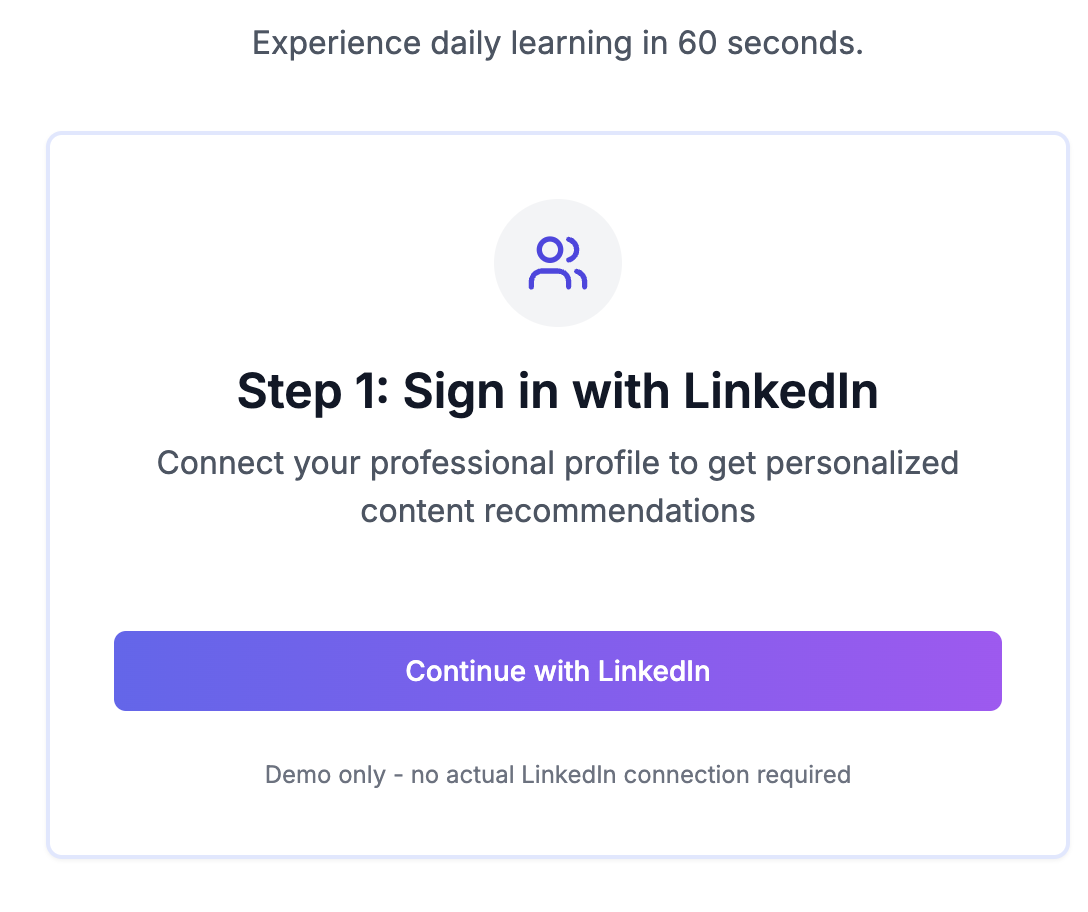 Experience daily learning in 60 seconds.
Step 1: Sign in with LinkedIn
Connect your professional profile to get personalized
content recommendations
Continue with LinkedIn
Demo only - no actual LinkedIn connection required